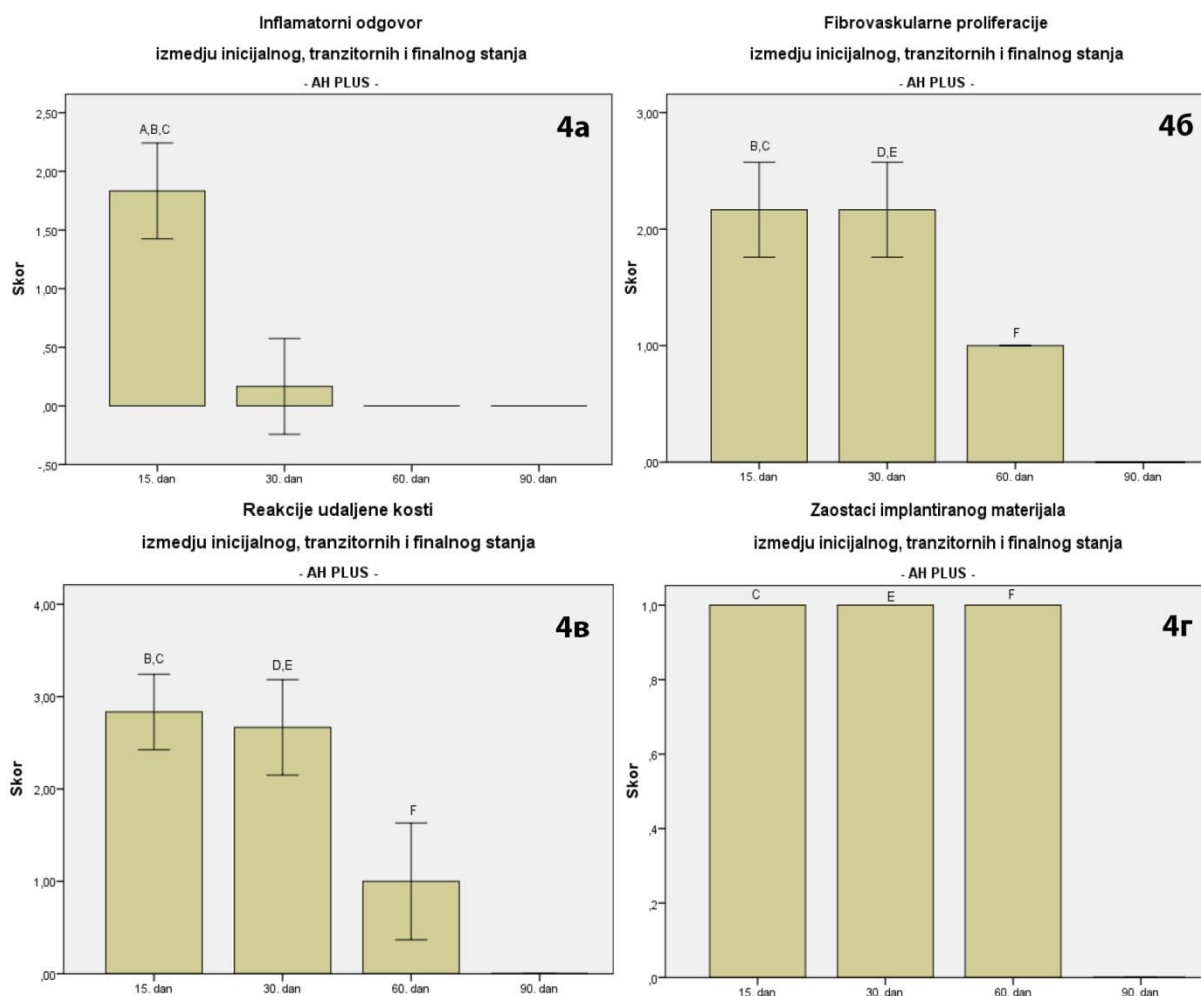 Inflamatorni odgovor
izmedju inicijalnog, tranzitornih i finalnog stanja
- AH PLUS -
4а
Skor
2,50
2,00
1,50
1,00
,50
,00
-,50
A,B,C
15. dan
30. dan
60. dan
90. dan
Fibrovaskularne proliferacije
izmedju inicijalnog, tranzitornih i finalnog stanja
- AH PLUS -
4б
Skor
3,00
2,00
1,00
,00
B,C
D,E
F
15. dan
30. dan
60. dan
90. dan
Reakcije udaljene kosti
izmedju inicijalnog, tranzitornih i finalnog stanja
- AH PLUS -
4в
Skor
4,00
3,00
2,00
1,00
,00
B,C
D,E
F
15. dan
30. dan
60. dan
90. dan
Zaostaci implantiranog materijala
izmedju inicijalnog, tranzitornih i finalnog stanja
- AH PLUS -
4г
Skor
1,0
,8
,6
,4
,2
,0
C
E
F
15. dan
30. dan
60. dan
90. dan